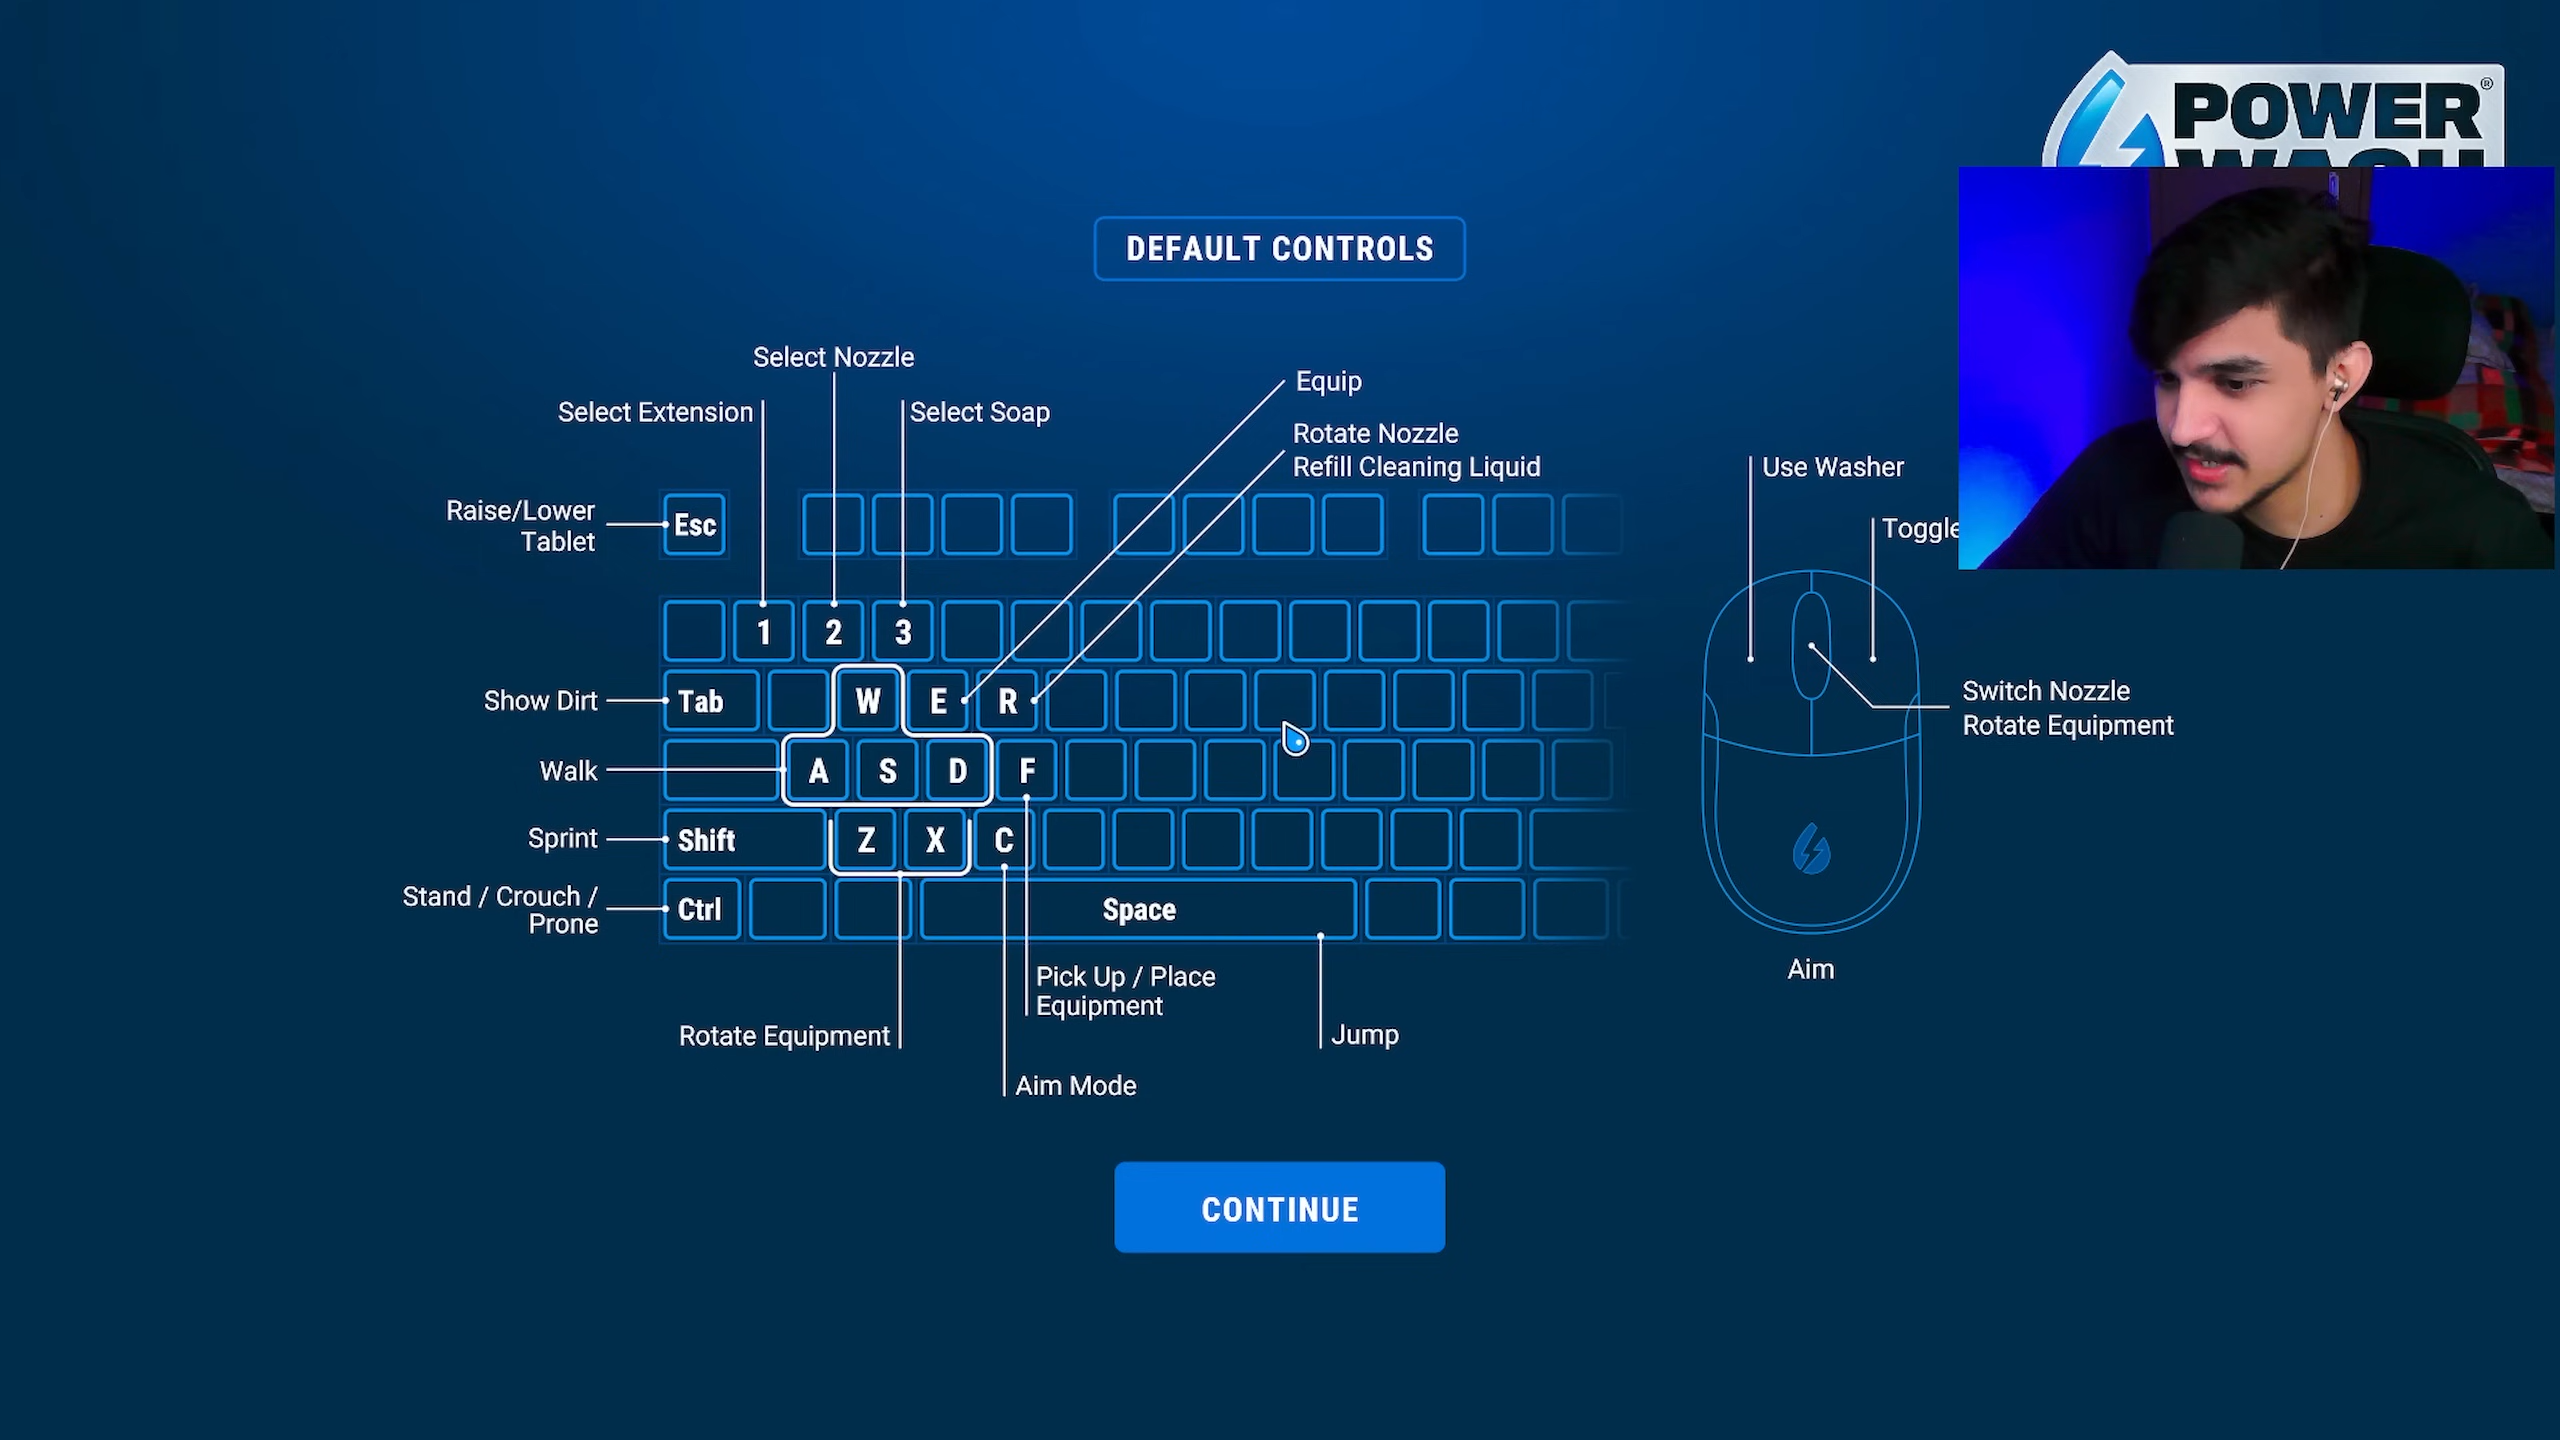 POWER
®
DEFAULT CONTROLS
Select Nozzle
Select Extension
Select Soap
Equip
Rotate Nozzle
Refill Cleaning Liquid
Use Washer
Toggle
Raise/Lower
Tablet
Esc
1 2 3
Show Dirt
Tab W E R
Switch Nozzle
Rotate Equipment
Walk
A S D F
Sprint
Shift Z X C
Stand / Crouch /
Prone
Ctrl Space
Aim
Pick Up / Place
Equipment
Rotate Equipment
Jump
Aim Mode
CONTINUE